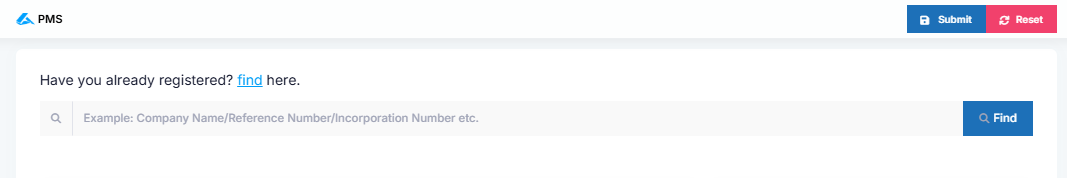 PMS
Submit
Reset
Have you already registered? find here.
Example: Company Name/Reference Number/Incorporation Number etc.
Find